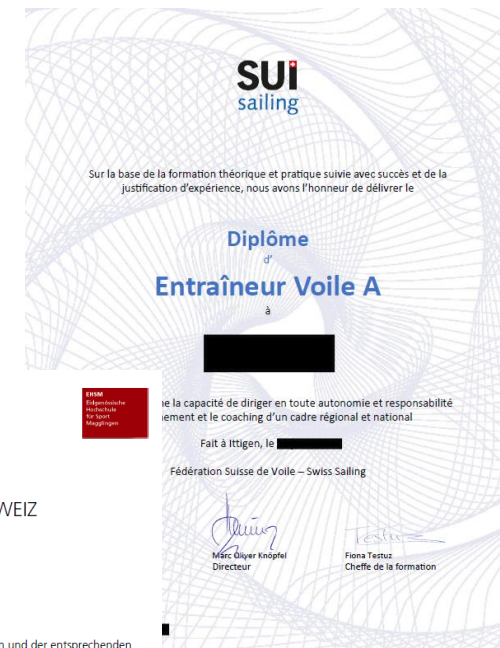 SUI
sailing
Sur la base de la formation théorique et pratique suivie avec succès et de la
justification d'expérience, nous avons l'honneur de délivrer le
Diplôme
d'
Entraîneur Voile A
à
EHSM
Eidgenössische
Hochschule
für Sport
Magglingen
la capacité de diriger en toute autonomie et responsabilité
et le coaching d'un cadre régional et national
Fait à Ittigen, le
Fédération Suisse de Voile – Swiss Sailing
Testuz
Marc Oliver Knöpfel
Directeur
Fiona Testuz
Cheffe de la formation
und der entsprechenden